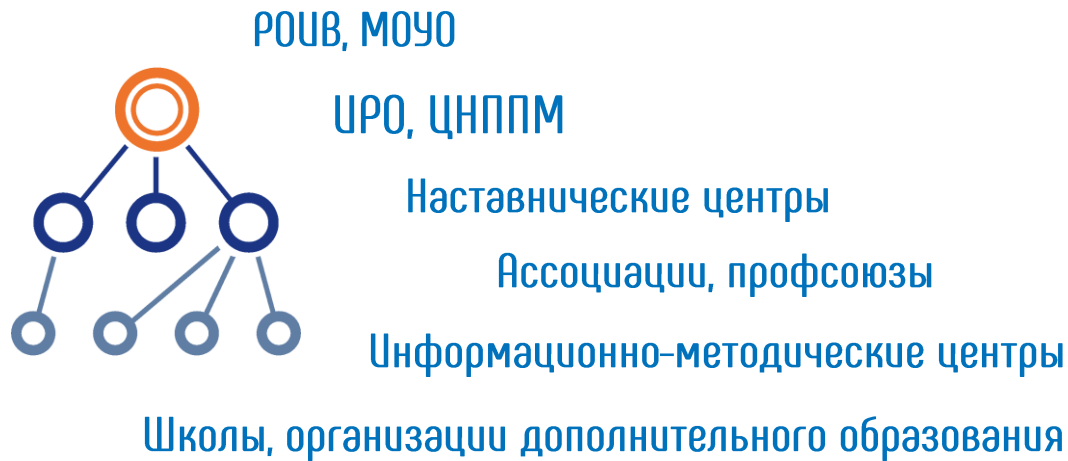 РОИВ, МОУО
ИРО, ЦНППМ
Наставнические центры
Ассоциации, профсоюзы
Информационно-методические центры
Школы, организации дополнительного образования